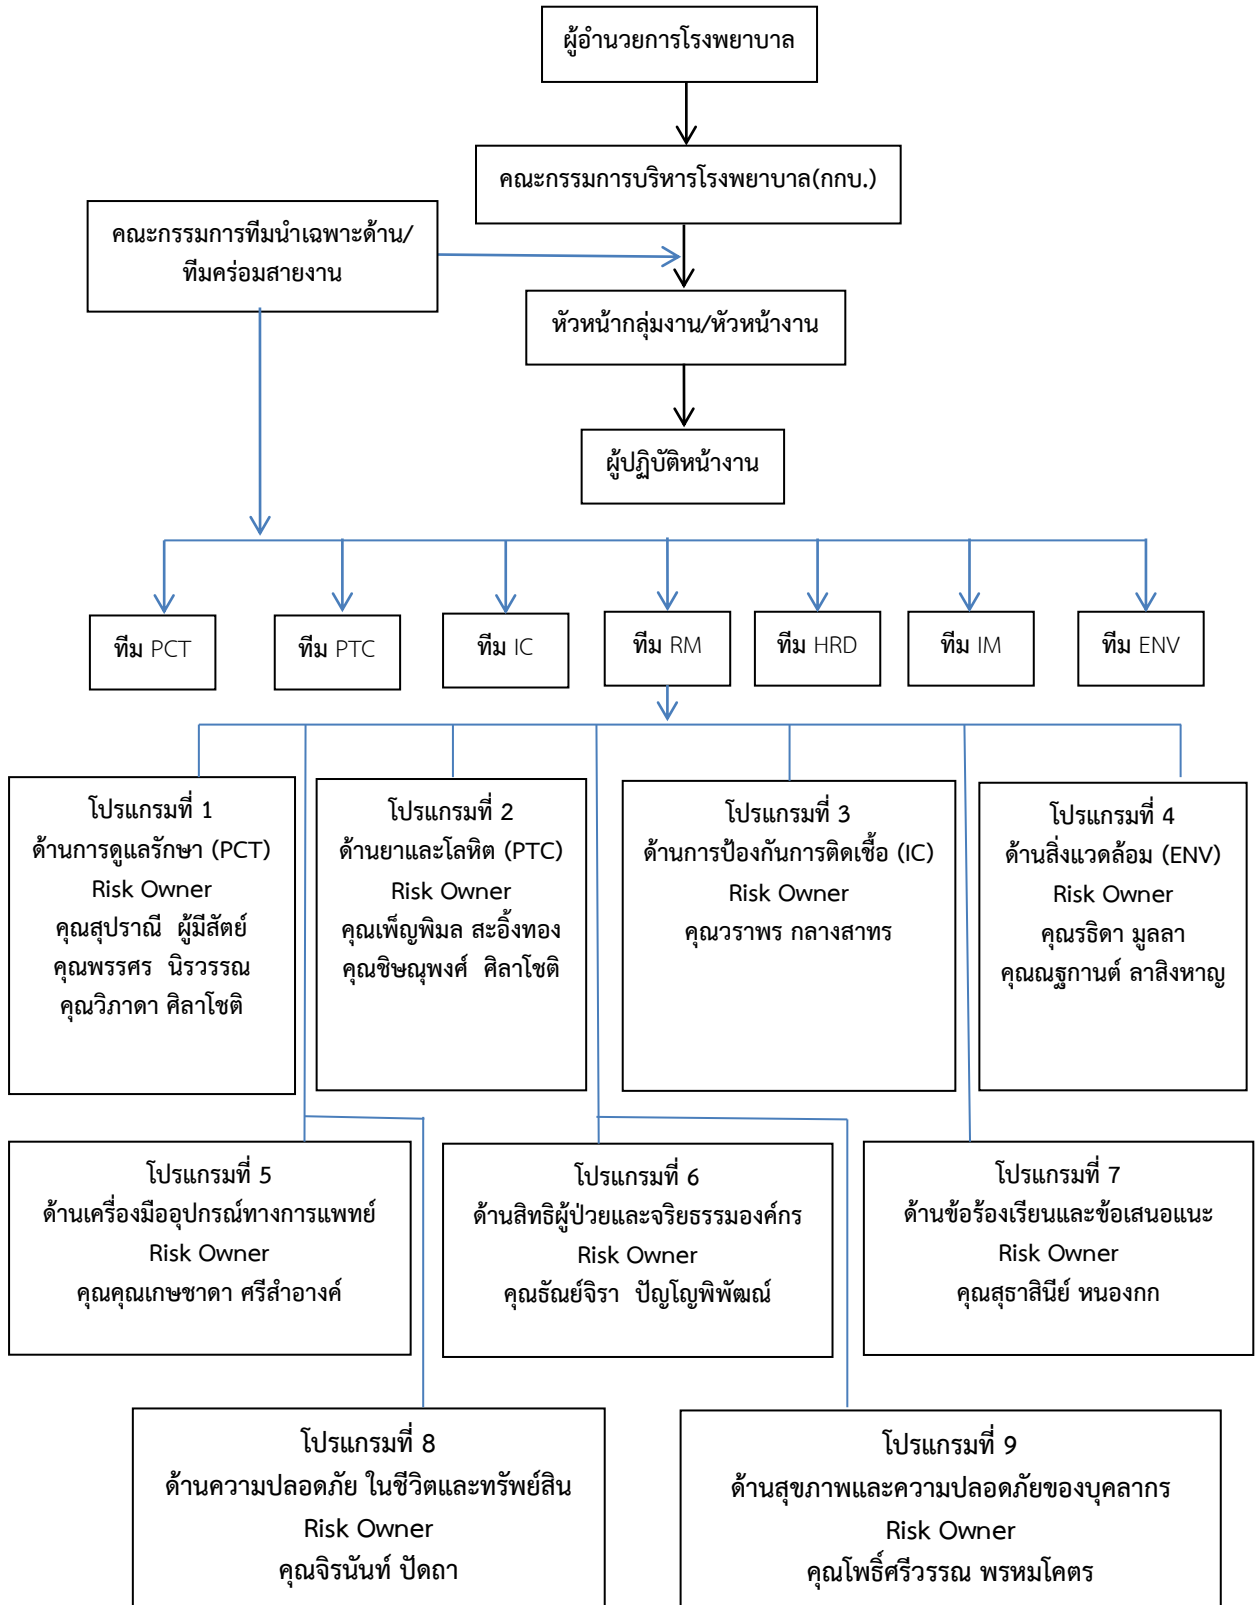 ผู้อำนวยการโรงพยาบาล
คณะกรรมการบริหารโรงพยาบาล(กกบ.)
คณะกรรมการทีมนำเฉพาะด้าน/
ทีมคร่อมสายงาน
หัวหน้ากลุ่มงาน/หัวหน้างาน
ผู้ปฏิบัติหน้างาน
ทีม PCT
ทีม PTC
ทีม IC
ทีม RM
ทีม HRD
ทีม IM
ทีม ENV
โปรแกรมที่ 1
ด้านการดูแลรักษา (PCT)
Risk Owner
คุณสุปราณี  ผู้มีสัตย์
คุณพรรศร  นิรวรรณ
คุณวิภาดา ศิลาโชติ
โปรแกรมที่ 2
ด้านยาและโลหิต (PTC)
Risk Owner
คุณเพ็ญพิมล สะอิ้งทอง
คุณชิษณุพงศ์  ศิลาโชติ
โปรแกรมที่ 3
ด้านการป้องกันการติดเชื้อ (IC)
Risk Owner
คุณวราพร กลางสาทร
โปรแกรมที่ 4
ด้านสิ่งแวดล้อม (ENV)
Risk Owner
คุณรธิดา มูลลา
คุณณฐกานต์ ลาสิงหาญ
โปรแกรมที่ 5
ด้านเครื่องมืออุปกรณ์ทางการแพทย์
Risk Owner
คุณคุณเกษชาดา ศรีสำอางค์
โปรแกรมที่ 6
ด้านสิทธิผู้ป่วยและจริยธรรมองค์กร
Risk Owner
คุณธัณย์จิรา  ปัญโญพิพัฒณ์
โปรแกรมที่ 7
ด้านข้อร้องเรียนและข้อเสนอแนะ
Risk Owner
คุณสุธาสินีย์ หนองกก
โปรแกรมที่ 8
ด้านความปลอดภัย ในชีวิตและทรัพย์สิน
Risk Owner
คุณจิรนันท์ ปัดถา
โปรแกรมที่ 9
ด้านสุขภาพและความปลอดภัยของบุคลากร
Risk Owner
คุณโพธิ์ศรีวรรณ พรหมโคตร